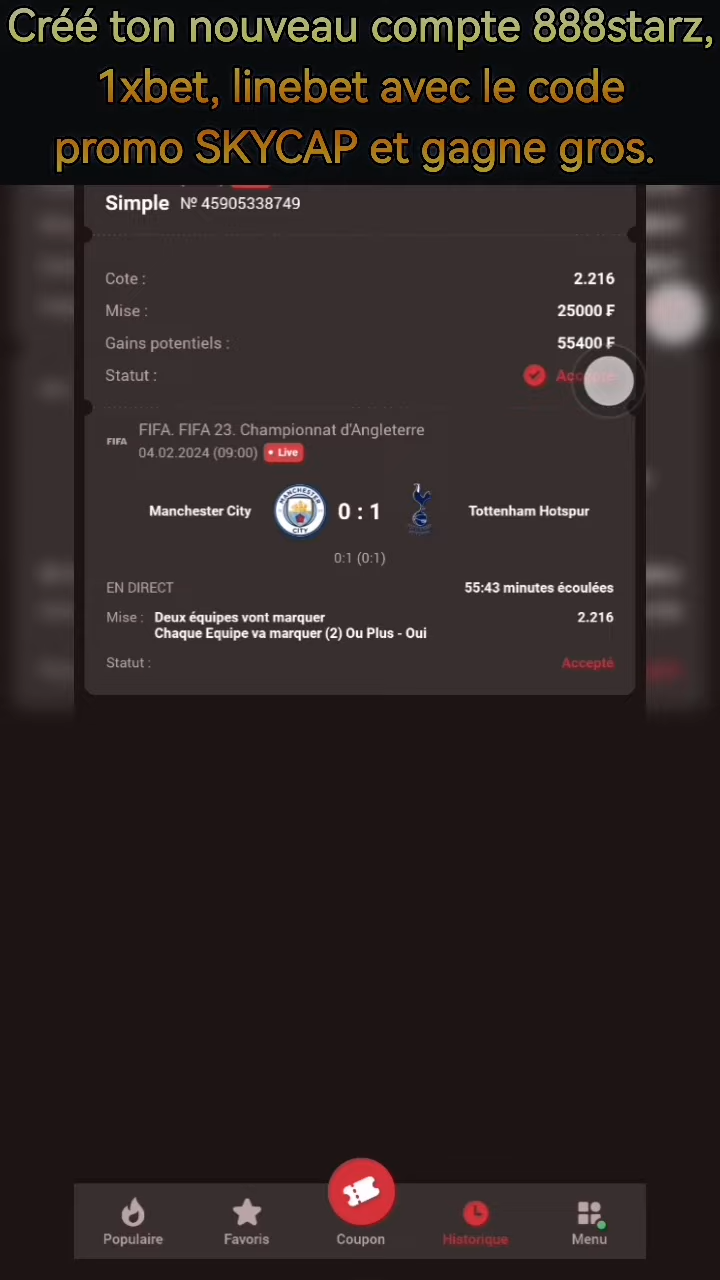 Créé ton nouveau compte 888starz,
1xbet, linebet avec le code
promo SKYCAP et gagne gros.
Simple Nº 45905338749
Cote : 2.216
Mise : 25000 ₣
Gains potentiels : 55400 ₣
Statut :
FIFA FIFA. FIFA 23. Championnat d'Angleterre
04.02.2024 (09:00) • Live
Manchester City MANCHESTER CITY 0 : 1 Tottenham Hotspur
0:1 (0:1)
EN DIRECT 55:43 minutes écoulées
Mise : Deux équipes vont marquer 2.216
Chaque Equipe va marquer (2) Ou Plus - Oui
Statut : Accepté
Populaire Favoris Coupon Historique Menu